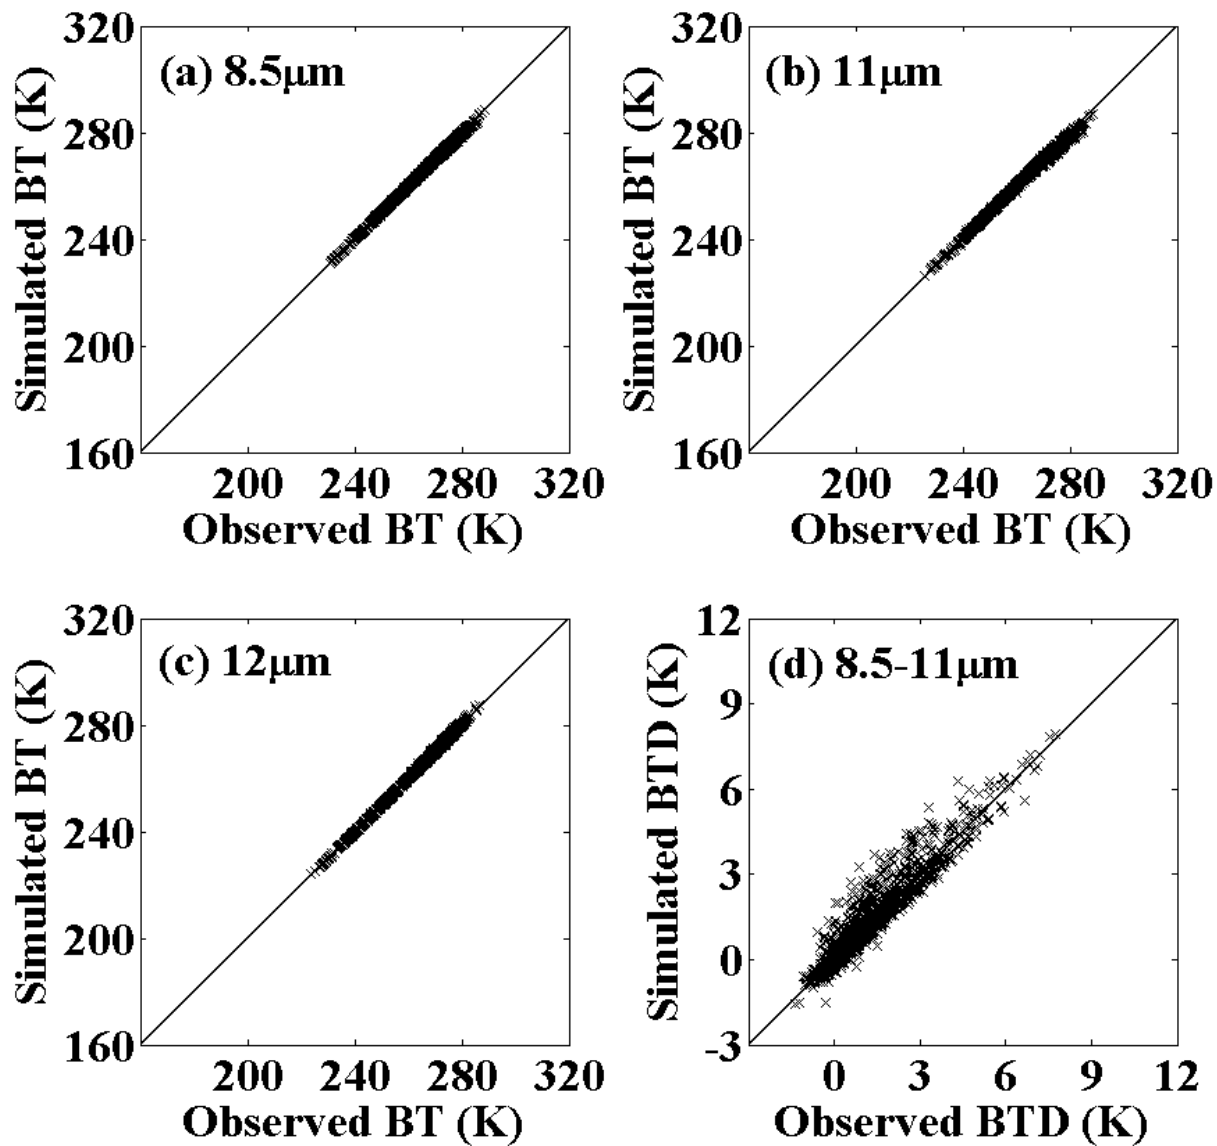 (a) 8.5μm
Simulated BT (K)
320
280
240
200
160
200 240 280 320
Observed BT (K)
(b) 11μm
Simulated BT (K)
320
280
240
200
160
200 240 280 320
Observed BT (K)
(c) 12μm
Simulated BT (K)
320
280
240
200
160
200 240 280 320
Observed BT (K)
(d) 8.5-11μm
Simulated BTD (K)
12
9
6
3
0
-3
0 3 6 9 12
Observed BTD (K)